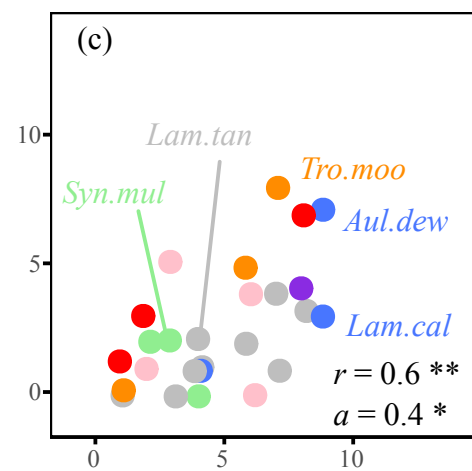 (c)
10
Lam.tan
Tro.moo
Syn.mul
Aul.dew
5
Lam.cal
r = 0.6 **
a = 0.4 *
0
0 5 10